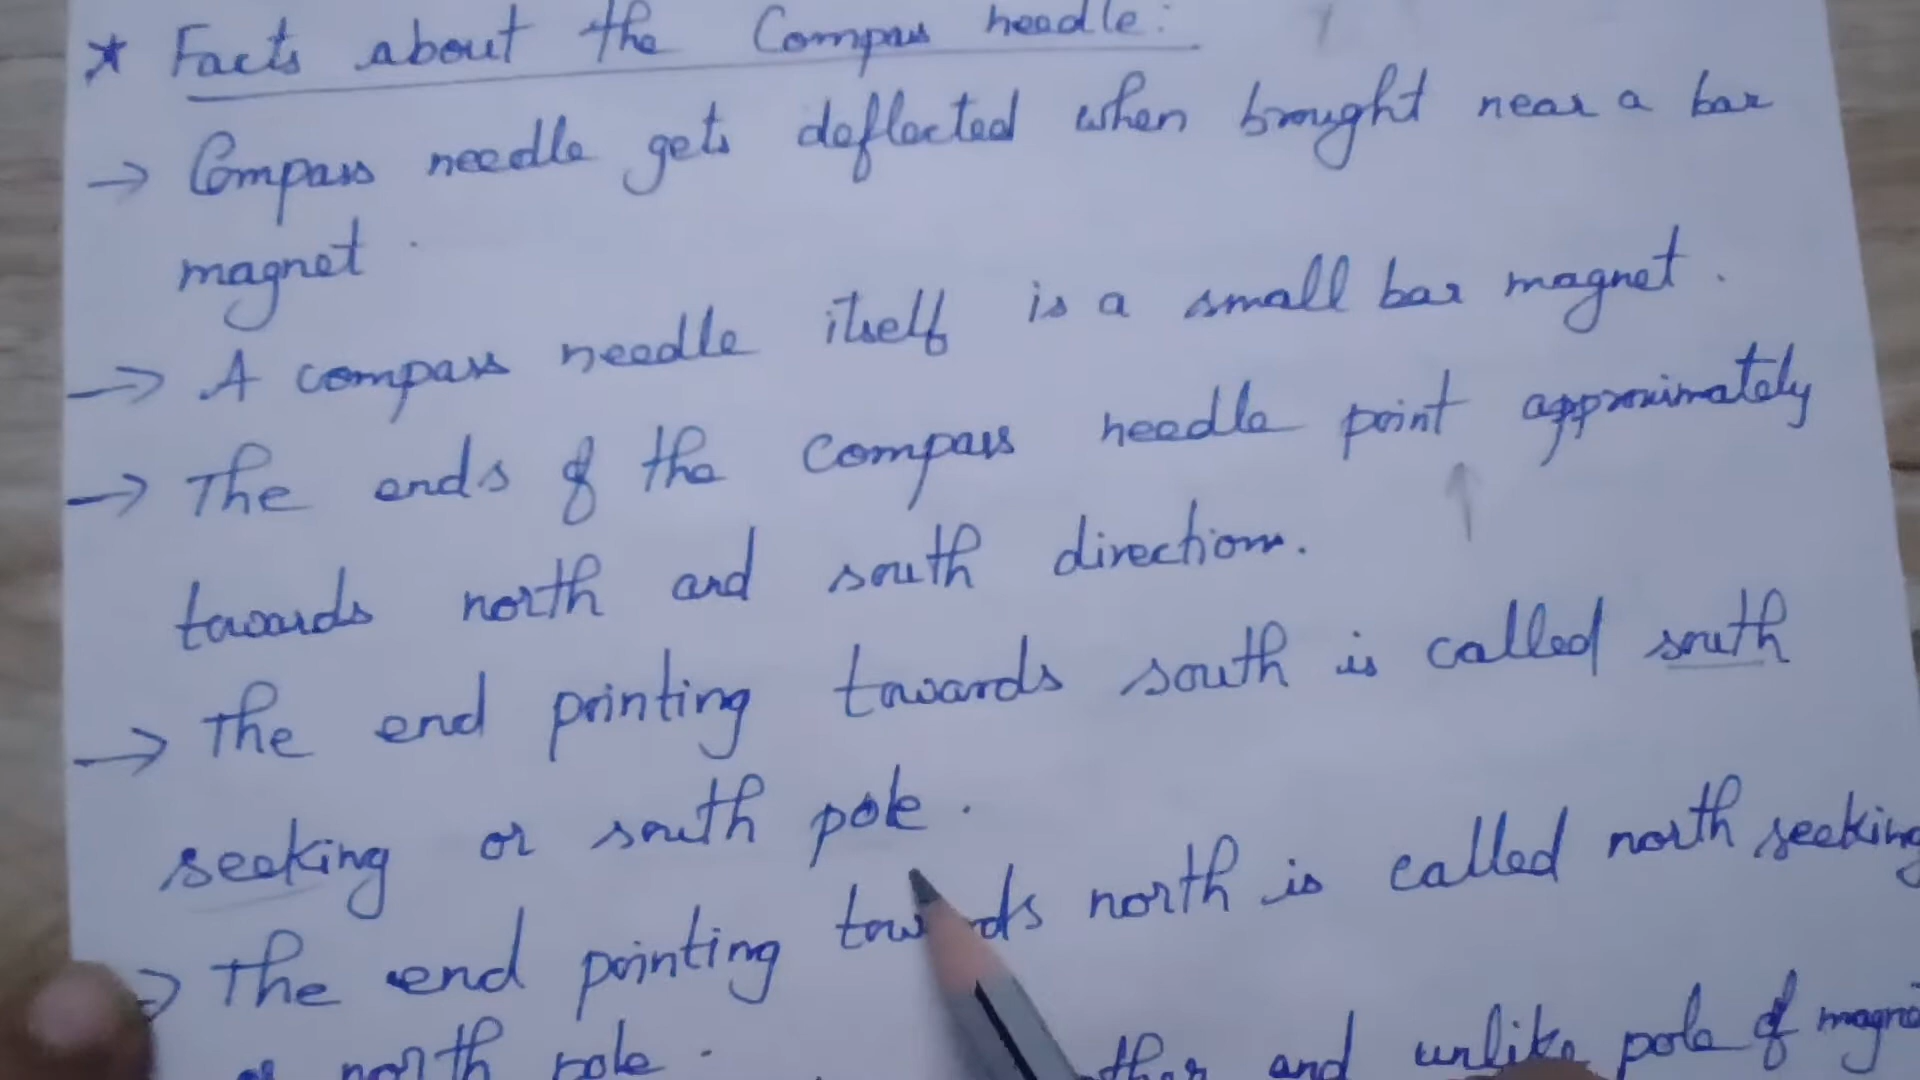 * Facts about the Compass needle:
→ Compass needle gets deflected when brought near a bar
magnet.
→ A compass needle itself is a small bar magnet.
→ The ends of the compass needle point approximately
towards north and south direction.
→ The end pointing towards south is called south
seeking or south pole.
→ The end pointing towards north is called north seeking
or north pole.
and unlike pole of